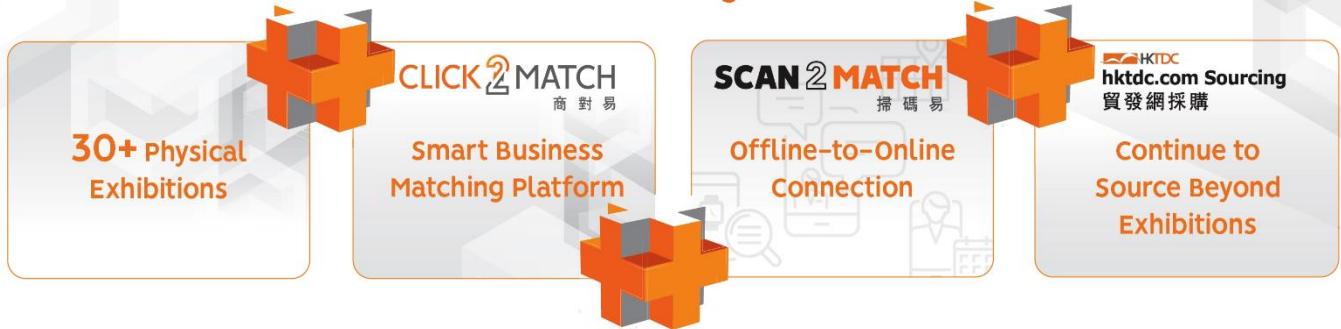 30+ Physical
Exhibitions
CLICK2MATCH
商對易
Smart Business
Matching Platform
SCAN2MATCH
掃碼易
Offline-to-Online
Connection
HKTDC
hktdc.com Sourcing
貿發網採購
Continue to
Source Beyond
Exhibitions